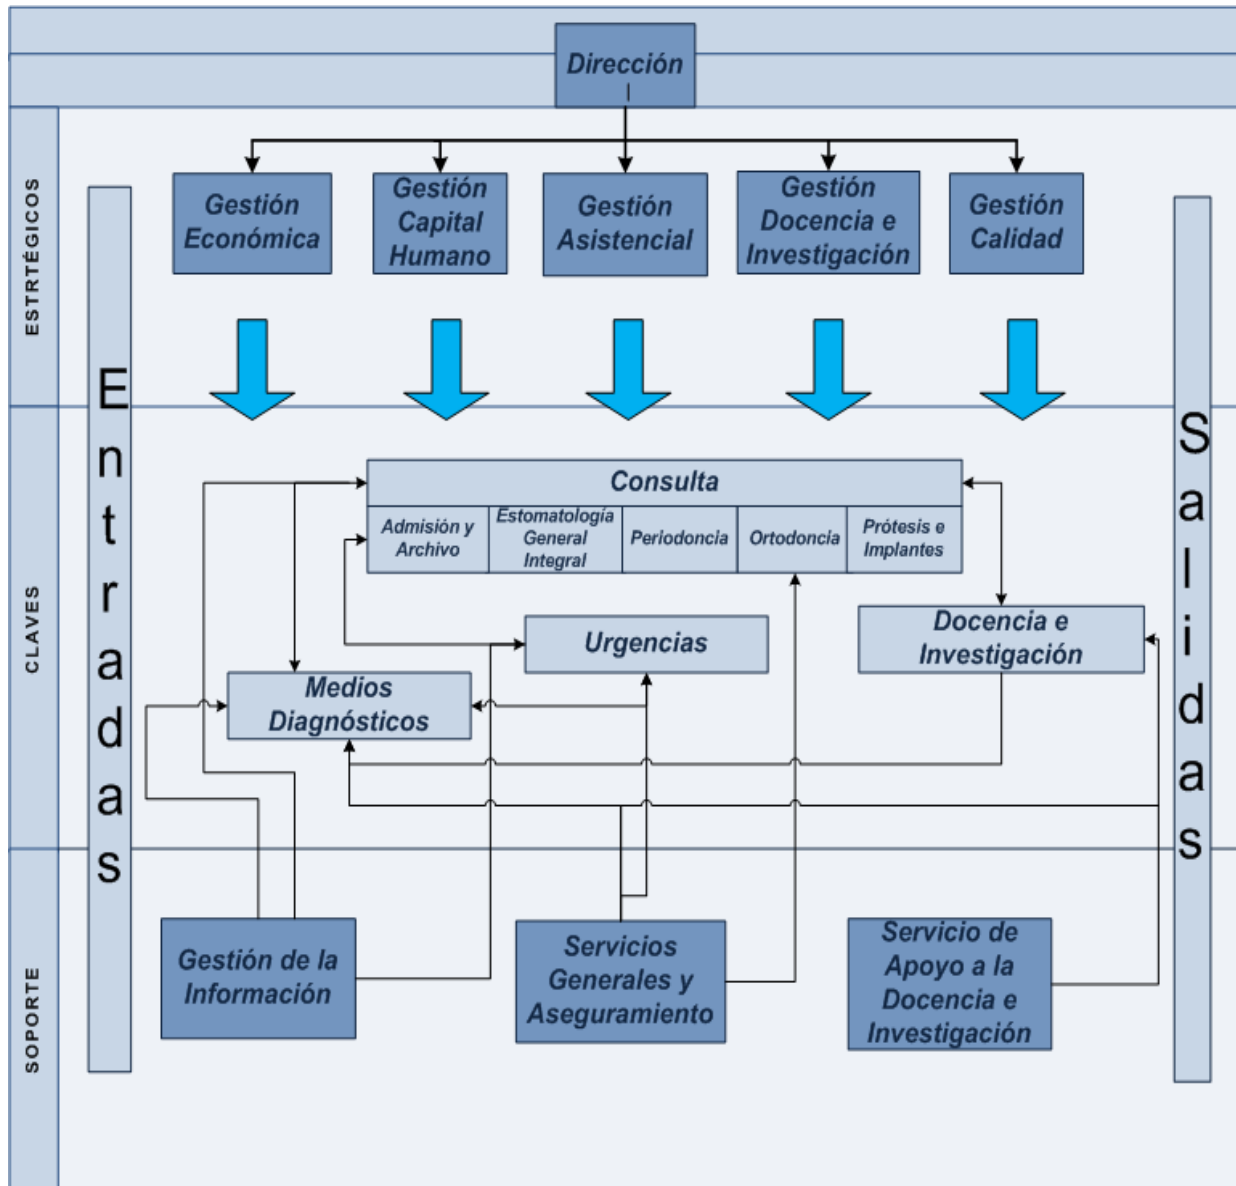 Dirección
ESTRTÉGICOS
Gestión
Económica
Gestión
Capital
Humano
Gestión
Asistencial
Gestión
Docencia e
Investigación
Gestión
Calidad
Entradas
Salidas
CLAVES
Consulta
Admisión y
Archivo
Estomatología
General
Integral
Periodoncia
Ortodoncia
Prótesis e
Implantes
Urgencias
Docencia e
Investigación
Medios
Diagnósticos
SOPORTE
Gestión de la
Información
Servicios
Generales y
Aseguramiento
Servicio de
Apoyo a la
Docencia e
Investigación